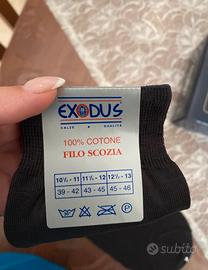 EXODUS
CALZE • QUALITÀ
100% COTONE
FILO SCOZIA
10½ - 11 11½ - 12 12½ - 13
39 - 42 43 - 45 45 - 46
subito